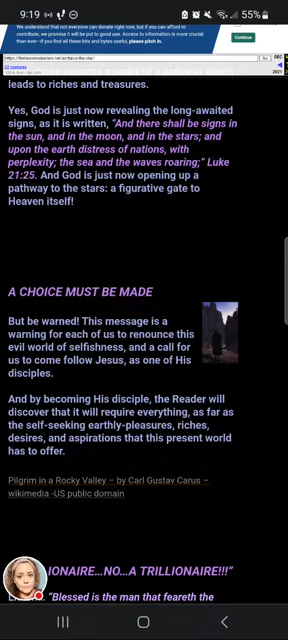 9:19
55%
We understand that not everyone can donate right now, but if you can afford to
contribute, we promise it will be put to good use. Access to information is more crucial
than ever—if you find all these bits and bytes useful, please pitch in.
Continue
Go
DEC
22 captures
2021
leads to riches and treasures.
Yes, God is just now revealing the long-awaited
signs, as it is written, “And there shall be signs in
the sun, and in the moon, and in the stars; and
upon the earth distress of nations, with
perplexity; the sea and the waves roaring;” Luke
21:25. And God is just now opening up a
pathway to the stars: a figurative gate to
Heaven itself!
A CHOICE MUST BE MADE
But be warned! This message is a
warning for each of us to renounce this
evil world of selfishness, and a call for
us to come follow Jesus, as one of His
disciples.
And by becoming His disciple, the Reader will
discover that it will require everything, as far as
the self-seeking earthly-pleasures, riches,
desires, and aspirations that this present world
has to offer.
Pilgrim in a Rocky Valley – by Carl Gustav Carus –
wikimedia -US public domain
IONAIRE...NO...A TRILLIONAIRE!!!”
“Blessed is the man that feareth the